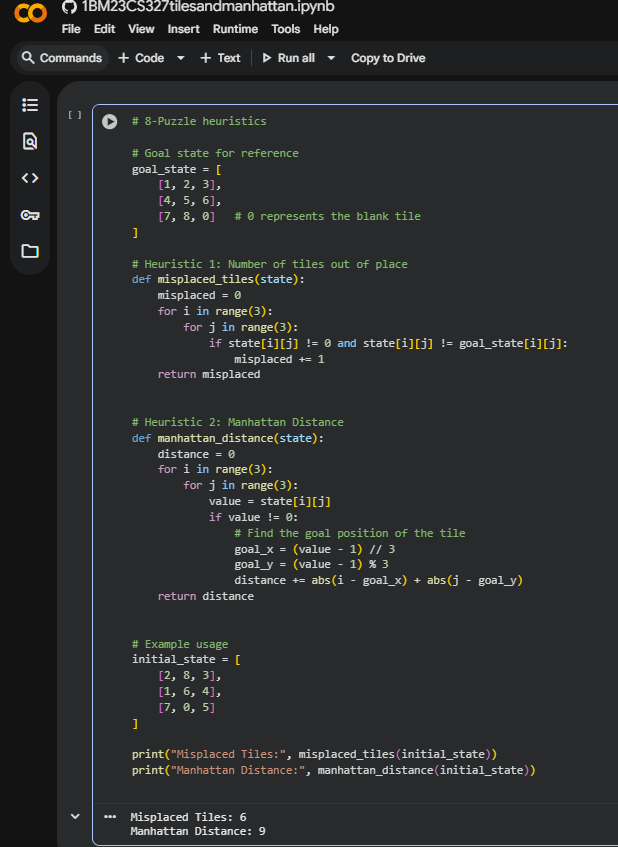 1BM23CS327tilesandmanhattan.ipynb
File Edit View Insert Runtime Tools Help
Commands + Code + Text Run all Copy to Drive
[ ]
# 8-Puzzle heuristics
# Goal state for reference
goal_state = [
    [1, 2, 3],
    [4, 5, 6],
    [7, 8, 0]   # 0 represents the blank tile
]
# Heuristic 1: Number of tiles out of place
def misplaced_tiles(state):
    misplaced = 0
    for i in range(3):
        for j in range(3):
            if state[i][j] != 0 and state[i][j] != goal_state[i][j]:
                misplaced += 1
    return misplaced
# Heuristic 2: Manhattan Distance
def manhattan_distance(state):
    distance = 0
    for i in range(3):
        for j in range(3):
            value = state[i][j]
            if value != 0:
                # Find the goal position of the tile
                goal_x = (value - 1) // 3
                goal_y = (value - 1) % 3
                distance += abs(i - goal_x) + abs(j - goal_y)
    return distance
# Example usage
initial_state = [
    [2, 8, 3],
    [1, 6, 4],
    [7, 0, 5]
]
print("Misplaced Tiles:", misplaced_tiles(initial_state))
print("Manhattan Distance:", manhattan_distance(initial_state))
Misplaced Tiles: 6
Manhattan Distance: 9